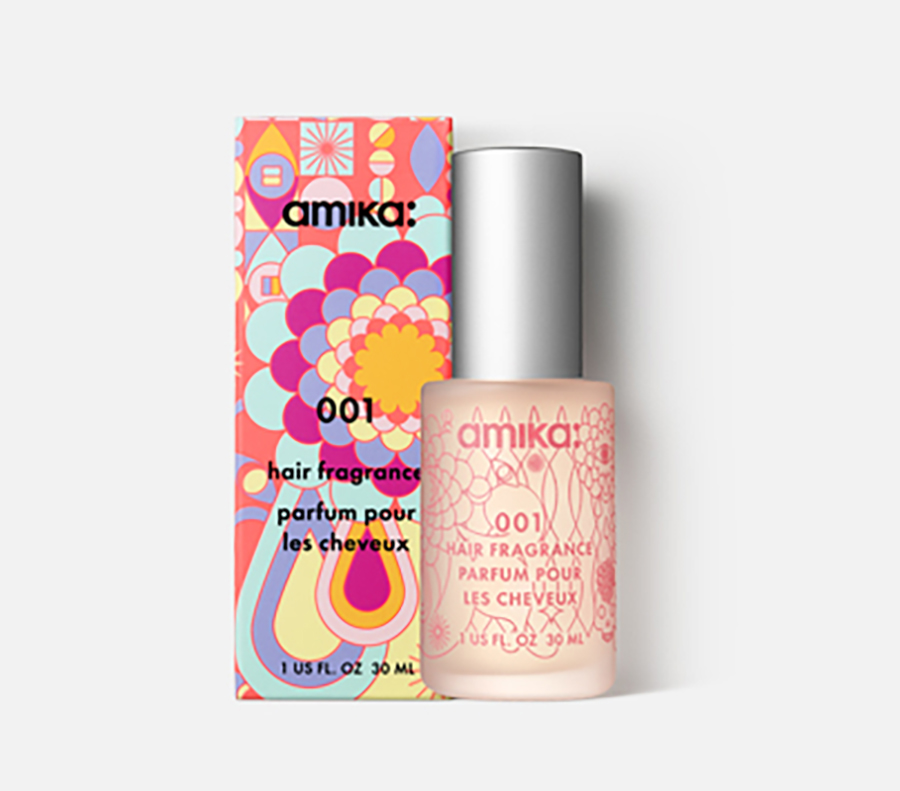 amika:
001
hair fragrance
parfum pour
les cheveux
1 US FL. OZ 30 ML
amika:
001
HAIR FRAGRANCE
PARFUM POUR
LES CHEVEUX
1 US FL. OZ 30 ML